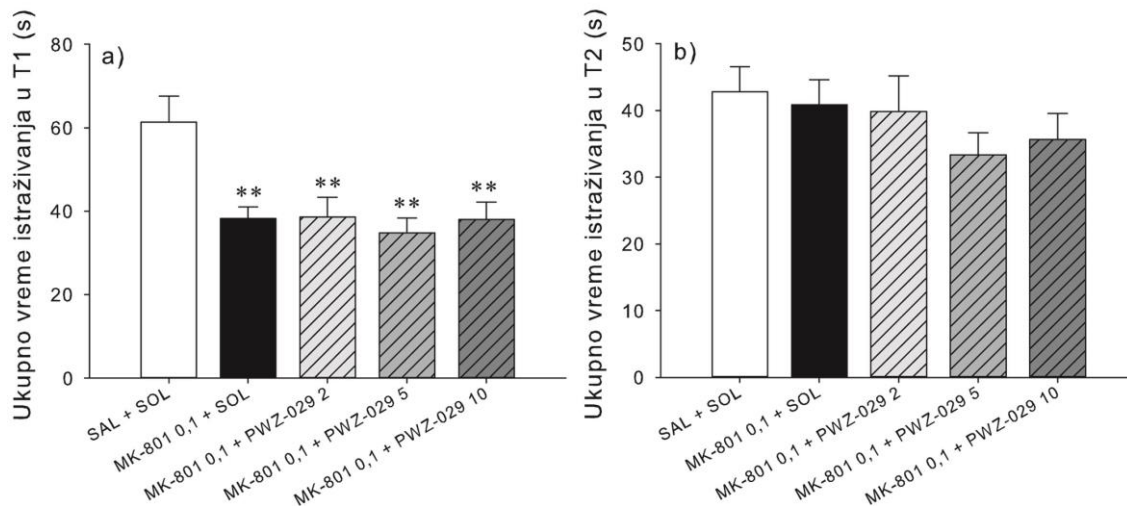 a)
Ukupno vreme istraživanja u T1 (s)
80
60
40
20
0
**
**
**
**
SAL + SOL
MK-801 0,1 + SOL
MK-801 0,1 + PWZ-029 2
MK-801 0,1 + PWZ-029 5
MK-801 0,1 + PWZ-029 10
b)
Ukupno vreme istraživanja u T2 (s)
50
40
30
20
10
0
SAL + SOL
MK-801 0,1 + SOL
MK-801 0,1 + PWZ-029 2
MK-801 0,1 + PWZ-029 5
MK-801 0,1 + PWZ-029 10